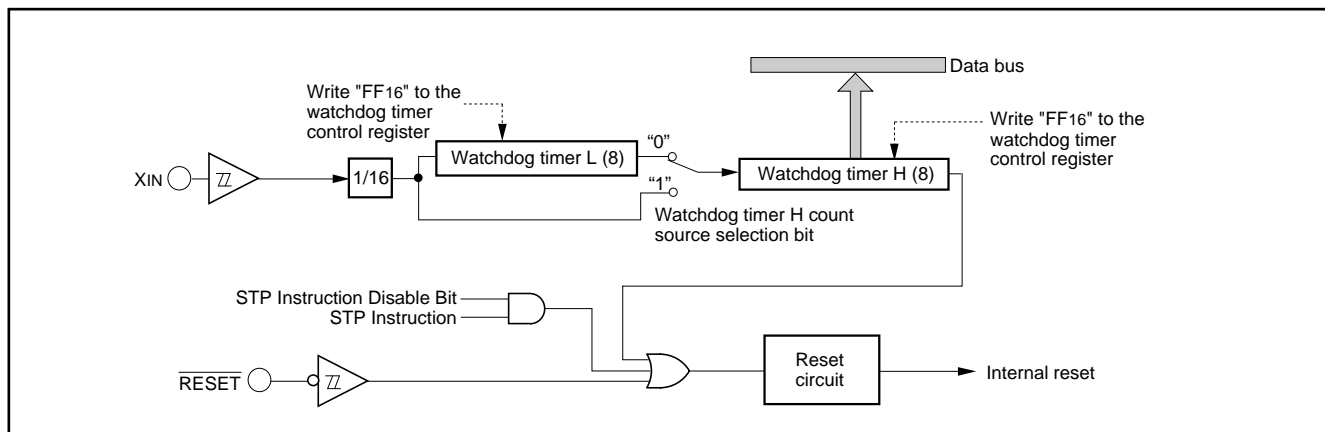 Data bus
Write "FF16" to the
watchdog timer
control register
Write "FF16" to the
watchdog timer
control register
"0"
Watchdog timer L (8)
Watchdog timer H (8)
XIN
1/16
"1"
Watchdog timer H count
source selection bit
STP Instruction Disable Bit
STP Instruction
Reset
circuit
RESET
Internal reset